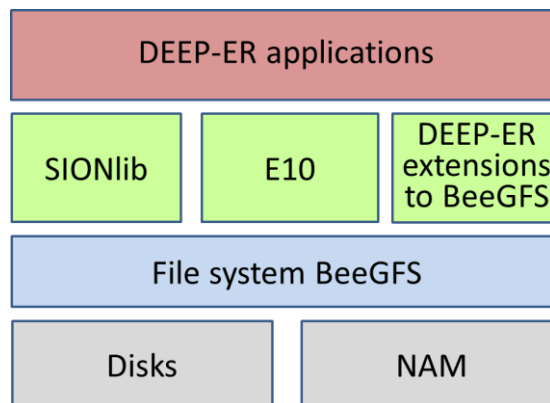 DEEP-ER applications
SIONlib
E10
DEEP-ER
extensions
to BeeGFS
File system BeeGFS
Disks
NAM